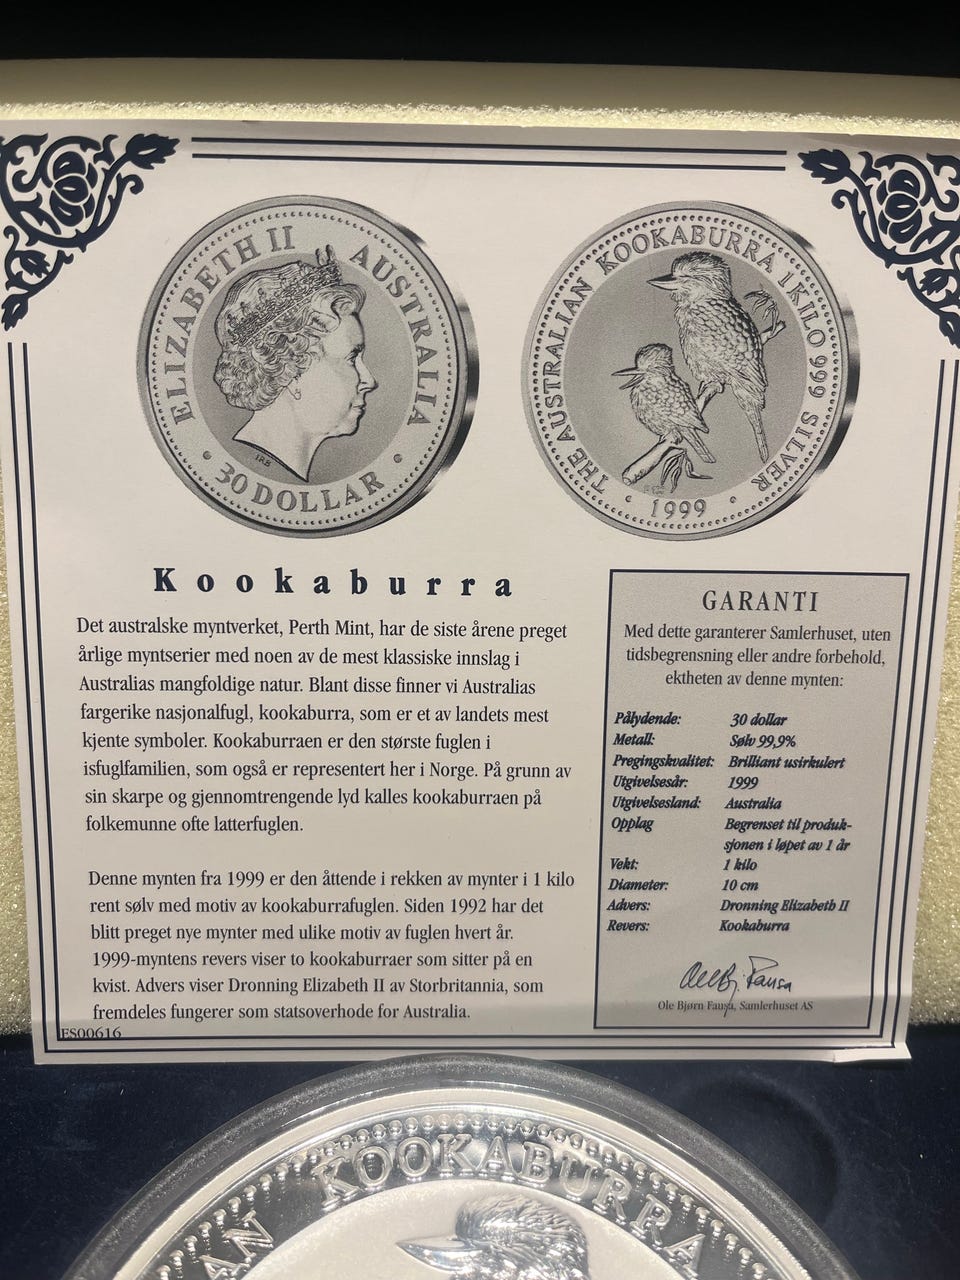 ELIZABETH II AUSTRALIA
IRB
• 30 DOLLAR •
THE AUSTRALIAN KOOKABURRA 1 KILO 999 SILVER
• 1999 •
Kookaburra
Det australske myntverket, Perth Mint, har de siste årene preget
årlige myntserier med noen av de mest klassiske innslag i
Australias mangfoldige natur. Blant disse finner vi Australias
fargerike nasjonalfugl, kookaburra, som er et av landets mest
kjente symboler. Kookaburraen er den største fuglen i
isfuglfamilien, som også er representert her i Norge. På grunn av
sin skarpe og gjennomtrengende lyd kalles kookaburraen på
folkemunne ofte latterfuglen.
Denne mynten fra 1999 er den åttende i rekken av mynter i 1 kilo
rent sølv med motiv av kookaburrafuglen. Siden 1992 har det
blitt preget nye mynter med ulike motiv av fuglen hvert år.
1999-myntens revers viser to kookaburraer som sitter på en
kvist. Advers viser Dronning Elizabeth II av Storbritannia, som
fremdeles fungerer som statsoverhode for Australia.
ES00616
GARANTI
Med dette garanterer Samlerhuset, uten
tidsbegrensning eller andre forbehold,
ektheten av denne mynten:
Pålydende: 30 dollar
Metall: Sølv 99,9%
Pregingskvalitet: Brilliant usirkulert
Utgivelsesår: 1999
Utgivelsesland: Australia
Opplag Begrenset til produk-
sjonen i løpet av 1 år
Vekt: 1 kilo
Diameter: 10 cm
Advers: Dronning Elizabeth II
Revers: Kookaburra
Ole Bj. Fausa
Ole Bjørn Fausa, Samlerhuset AS
AN KOOKABURRA